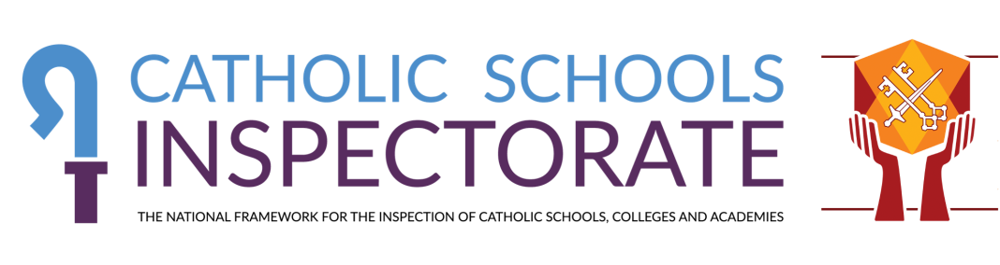 CATHOLIC SCHOOLS
INSPECTORATE
THE NATIONAL FRAMEWORK FOR THE INSPECTION OF CATHOLIC SCHOOLS, COLLEGES AND ACADEMIES